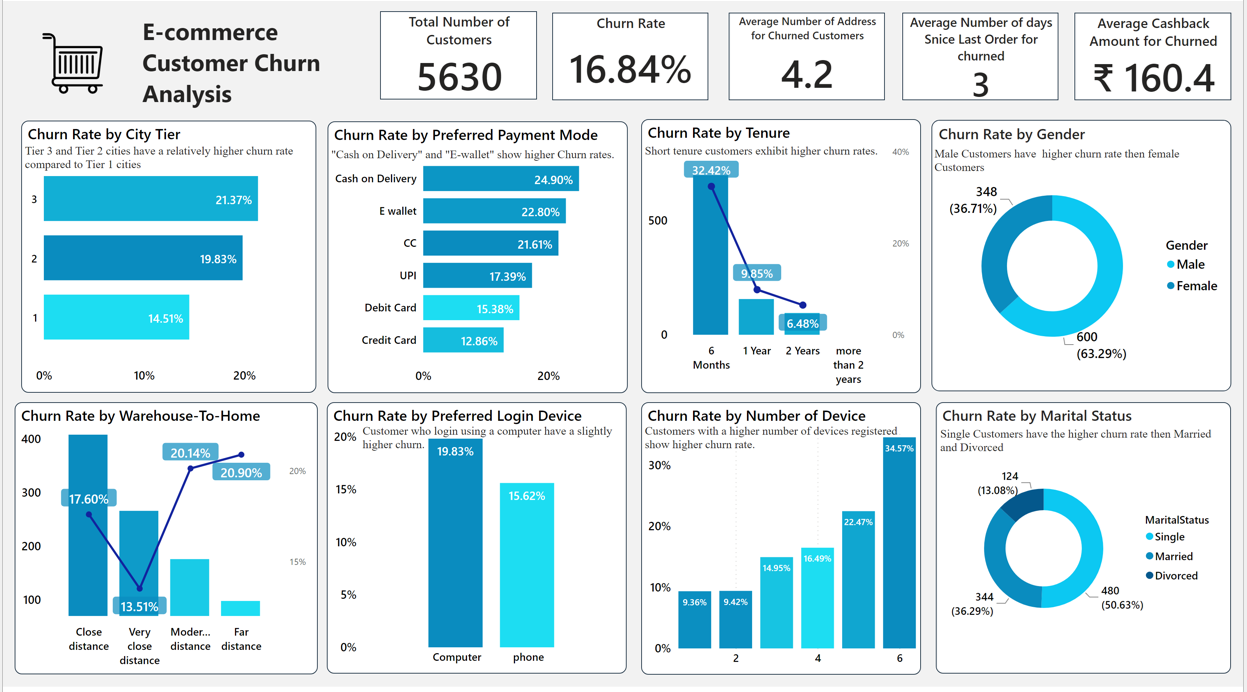 E-commerce
Customer Churn
Analysis
Total Number of
Customers
5630
Churn Rate
16.84%
Average Number of Address
for Churned Customers
4.2
Average Number of days
Snice Last Order for
churned
3
Average Cashback
Amount for Churned
₹ 160.4
Churn Rate by City Tier
Tier 3 and Tier 2 cities have a relatively higher churn rate
compared to Tier 1 cities
3
21.37%
2
19.83%
1
14.51%
0%
10%
20%
Churn Rate by Preferred Payment Mode
"Cash on Delivery" and "E-wallet" show higher Churn rates.
Cash on Delivery
24.90%
E wallet
22.80%
CC
21.61%
UPI
17.39%
Debit Card
15.38%
Credit Card
12.86%
0%
20%
Churn Rate by Tenure
Short tenure customers exhibit higher churn rates.
40%
32.42%
500
20%
9.85%
6.48%
0
0%
6
Months
1 Year
2 Years
more
than 2
years
Churn Rate by Gender
Male Customers have higher churn rate then female
Customers
348
(36.71%)
600
(63.29%)
Gender
Male
Female
Churn Rate by Warehouse-To-Home
400
300
200
100
17.60%
13.51%
20.14%
20.90%
20%
15%
Close
distance
Very
close
distance
Moder...
distance
Far
distance
Churn Rate by Preferred Login Device
Customer who login using a computer have a slightly
higher churn.
20%
15%
10%
5%
0%
19.83%
15.62%
Computer
phone
Churn Rate by Number of Device
Customers with a higher number of devices registered
show higher churn rate.
30%
20%
10%
0%
9.36%
9.42%
14.95%
16.49%
22.47%
34.57%
2
4
6
Churn Rate by Marital Status
Single Customers have the higher churn rate then Married
and Divorced
124
(13.08%)
344
(36.29%)
480
(50.63%)
MaritalStatus
Single
Married
Divorced